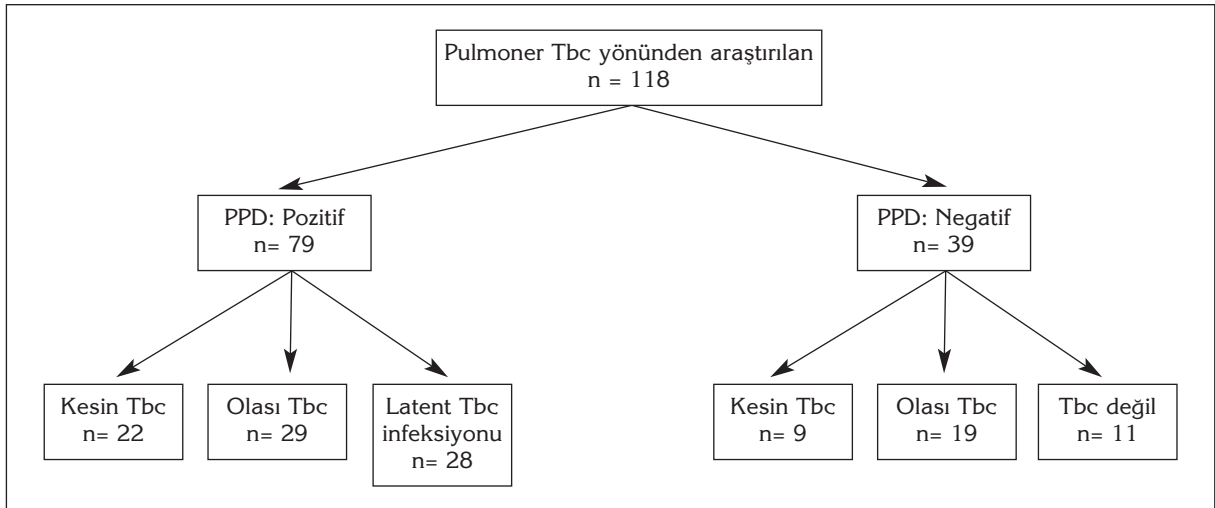 Pulmoner Tbc yönünden araştırılan
n = 118
PPD: Pozitif
n= 79
PPD: Negatif
n= 39
Kesin Tbc
n= 22
Olası Tbc
n= 29
Latent Tbc
infeksiyonu
n= 28
Kesin Tbc
n= 9
Olası Tbc
n= 19
Tbc değil
n= 11